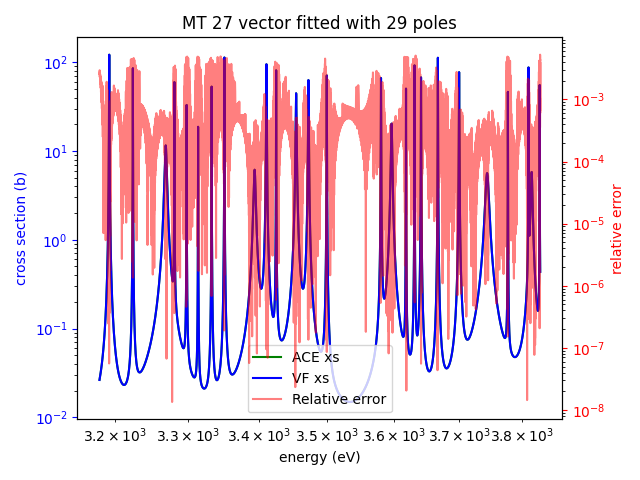 MT 27 vector fitted with 29 poles
cross section (b)
10²
10¹
10⁰
10⁻¹
10⁻²
10⁻³
10⁻⁴
10⁻⁵
10⁻⁶
10⁻⁷
10⁻⁸
relative error
ACE xs
VF xs
Relative error
3.2 × 10³ 3.3 × 10³ 3.4 × 10³ 3.5 × 10³ 3.6 × 10³ 3.7 × 10³ 3.8 × 10³
energy (eV)